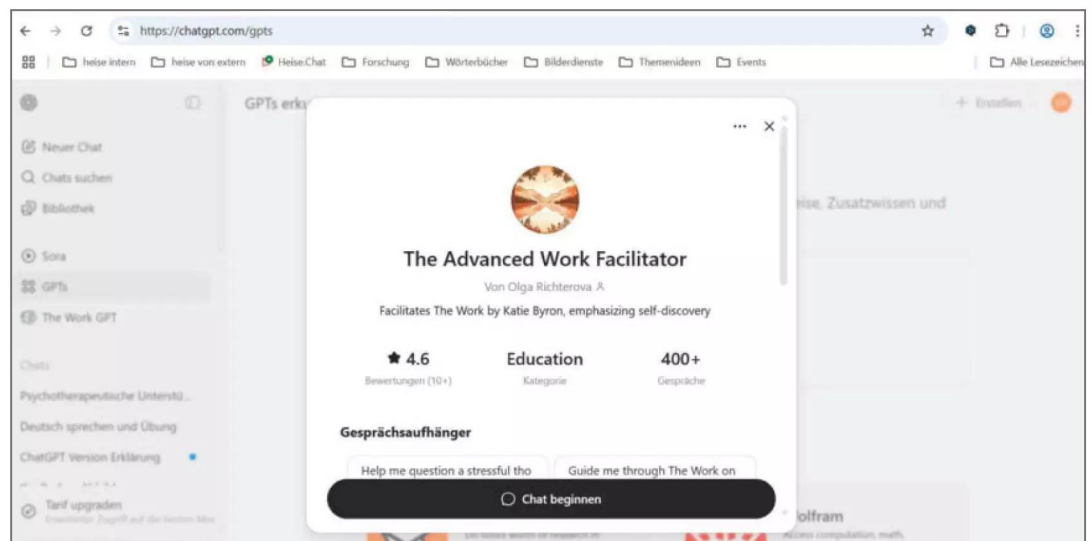 https://chatgpt.com/gpts
heise intern heise von extern Heise.Chat Forschung Wörterbücher Bilderdienste Themenideen Events Alle Lesezeichen
GPTs erku
+ Erstellen
Neuer Chat
Chats suchen
Bibliothek
Sora
GPTs
The Work GPT
Chats
Psychotherapeutische Unterstü...
Deutsch sprechen und Übung
ChatGPT Version Erklärung
Tarif upgraden
eise, Zusatzwissen und
The Advanced Work Facilitator
Von Olga Richterova
Facilitates The Work by Katie Byron, emphasizing self-discovery
4.6 Education 400+
Bewertungen (10+) Kategorie Gespräche
Gesprächsaufhänger
Help me question a stressful tho Guide me through The Work on
Chat beginnen
olfram
Access computation, math,